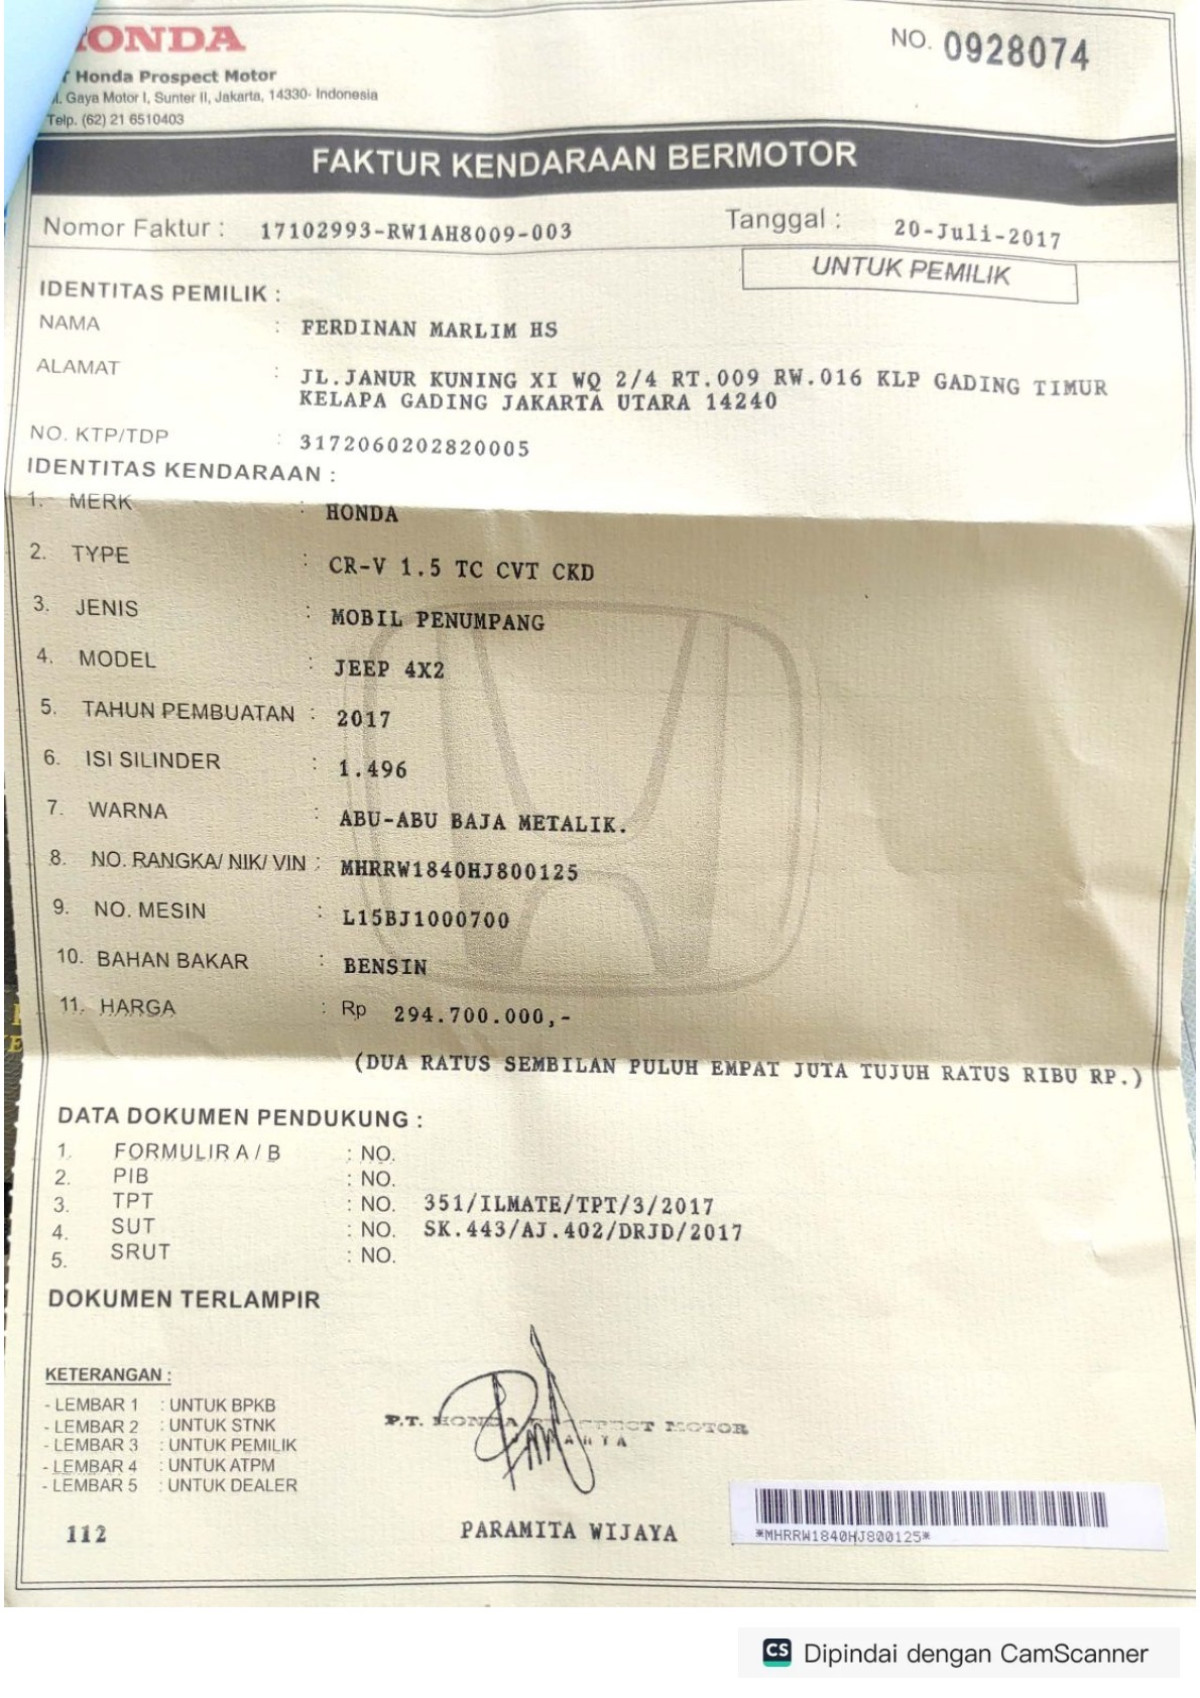 HONDA
NO. 0928074
PT Honda Prospect Motor
Jl. Gaya Motor I, Sunter II, Jakarta, 14330- Indonesia
Telp. (62) 21 6510403
FAKTUR KENDARAAN BERMOTOR
Nomor Faktur : 17102993-RW1AH8009-003 Tanggal : 20-Juli-2017
UNTUK PEMILIK
IDENTITAS PEMILIK :
NAMA : FERDINAN MARLIM HS
ALAMAT : JL.JANUR KUNING XI WQ 2/4 RT.009 RW.016 KLP GADING TIMUR
KELAPA GADING JAKARTA UTARA 14240
NO. KTP/TDP : 3172060202820005
IDENTITAS KENDARAAN :
1. MERK : HONDA
2. TYPE : CR-V 1.5 TC CVT CKD
3. JENIS : MOBIL PENUMPANG
4. MODEL : JEEP 4X2
5. TAHUN PEMBUATAN : 2017
6. ISI SILINDER : 1.496
7. WARNA : ABU-ABU BAJA METALIK.
8. NO. RANGKA/ NIK/ VIN : MHRRW1840HJ800125
9. NO. MESIN : L15BJ1000700
10. BAHAN BAKAR : BENSIN
11. HARGA : Rp 294.700.000,-
(DUA RATUS SEMBILAN PULUH EMPAT JUTA TUJUH RATUS RIBU RP.)
DATA DOKUMEN PENDUKUNG :
1. FORMULIR A / B : NO.
2. PIB : NO.
3. TPT : NO. 351/ILMATE/TPT/3/2017
4. SUT : NO. SK.443/AJ.402/DRJD/2017
5. SRUT : NO.
DOKUMEN TERLAMPIR
KETERANGAN :
- LEMBAR 1 : UNTUK BPKB
- LEMBAR 2 : UNTUK STNK
- LEMBAR 3 : UNTUK PEMILIK
- LEMBAR 4 : UNTUK ATPM
- LEMBAR 5 : UNTUK DEALER
P.T. HONDA PROSPECT MOTOR
112
PARAMITA WIJAYA
*MHRRW1840HJ800125*
CS Dipindai dengan CamScanner